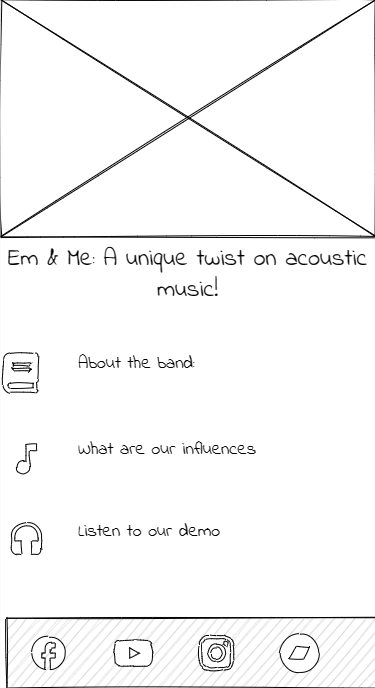 Em & Me: A unique twist on acoustic
music!
About the band:
What are our influences
Listen to our demo